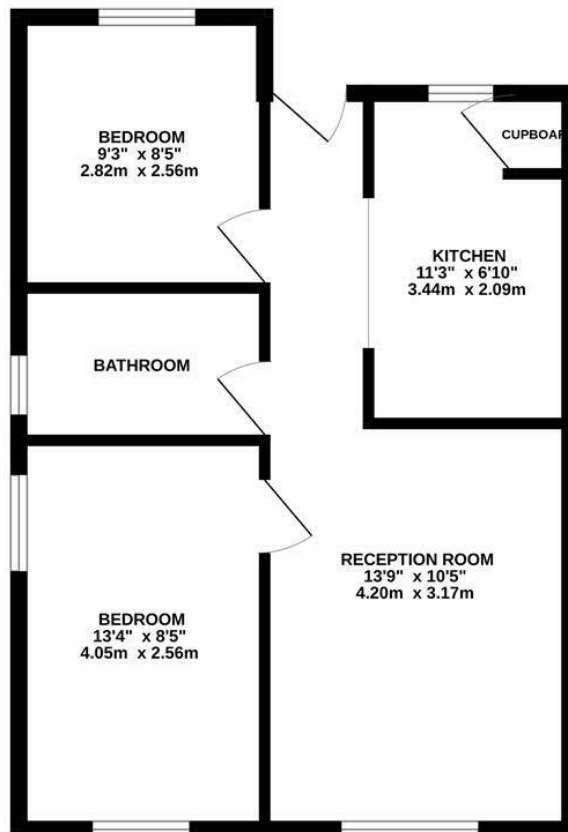 BEDROOM
9'3" x 8'5"
2.82m x 2.56m
CUPBOAR
KITCHEN
11'3" x 6'10"
3.44m x 2.09m
BATHROOM
RECEPTION ROOM
13'9" x 10'5"
4.20m x 3.17m
BEDROOM
13'4" x 8'5"
4.05m x 2.56m